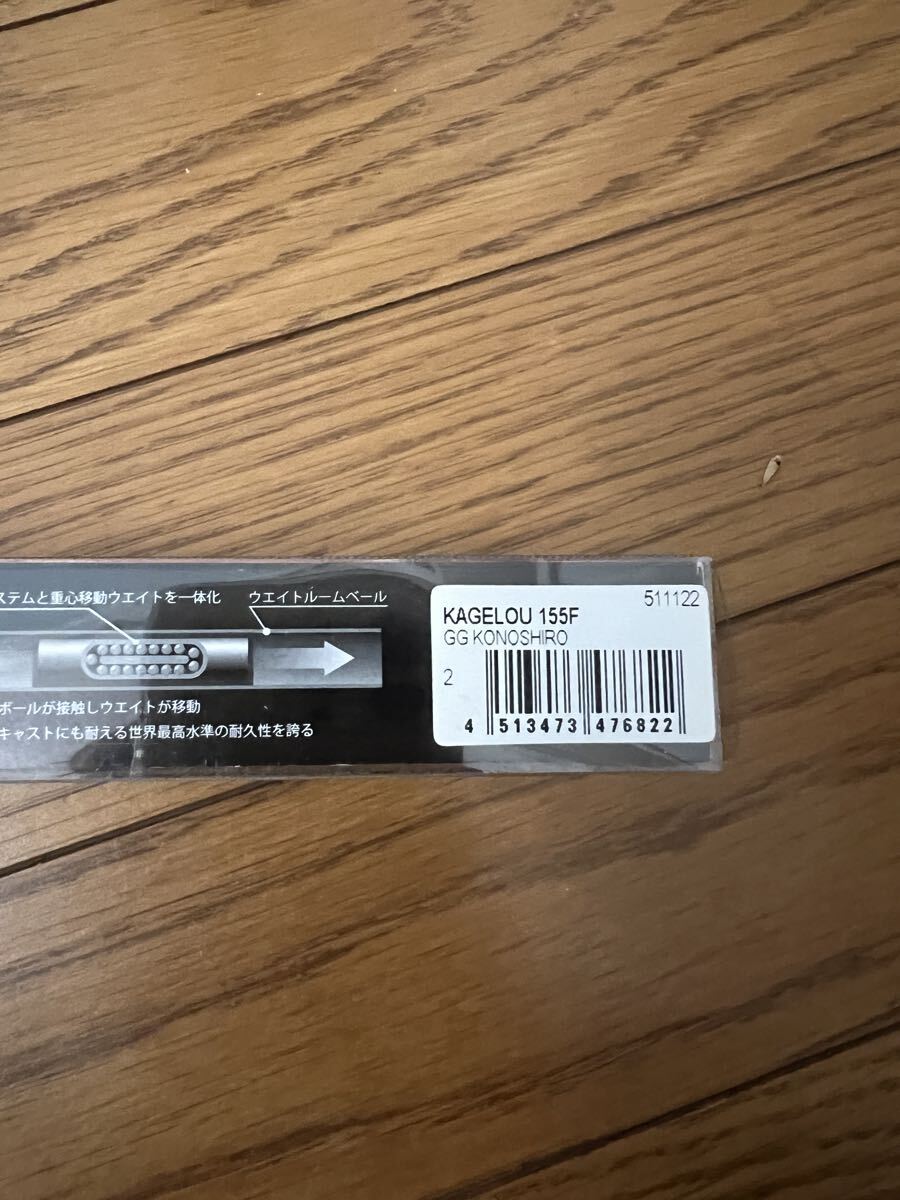 ステムと重心移動ウエイトを一体化
ウエイトルームベール
ボールが接触しウエイトが移動
キャストにも耐える世界最高水準の耐久性を誇る
511122
KAGELOU 155F
GG KONOSHIRO
2
4 513473 476822